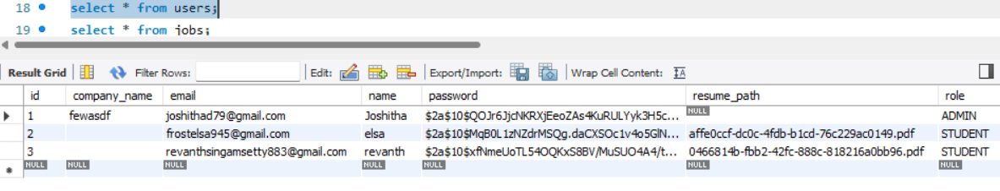 18 select * from users;
19 select * from jobs;
Result Grid Filter Rows: Edit: Export/Import: Wrap Cell Content: IA
id company_name email name password resume_path role
1 fewasdf joshithad79@gmail.com Joshitha $2a$10$QOJr6JjcNKRXjEeoZAs4KuRULYyk3H5c... NULL ADMIN
2 frostelsa945@gmail.com elsa $2a$10$MqB0L1zNZdrMSQg.daCXSOc1v4o5GlN... affe0ccf-dc0c-4fdb-b1cd-76c229ac0149.pdf STUDENT
3 revanthsingamsetty883@gmail.com revanth $2a$10$xfNmeUoTL54OQKxS8BV/MuSUO4A4/t... 0466814b-fbb2-42fc-888c-818216a0bb96.pdf STUDENT
NULL NULL NULL NULL NULL NULL NULL